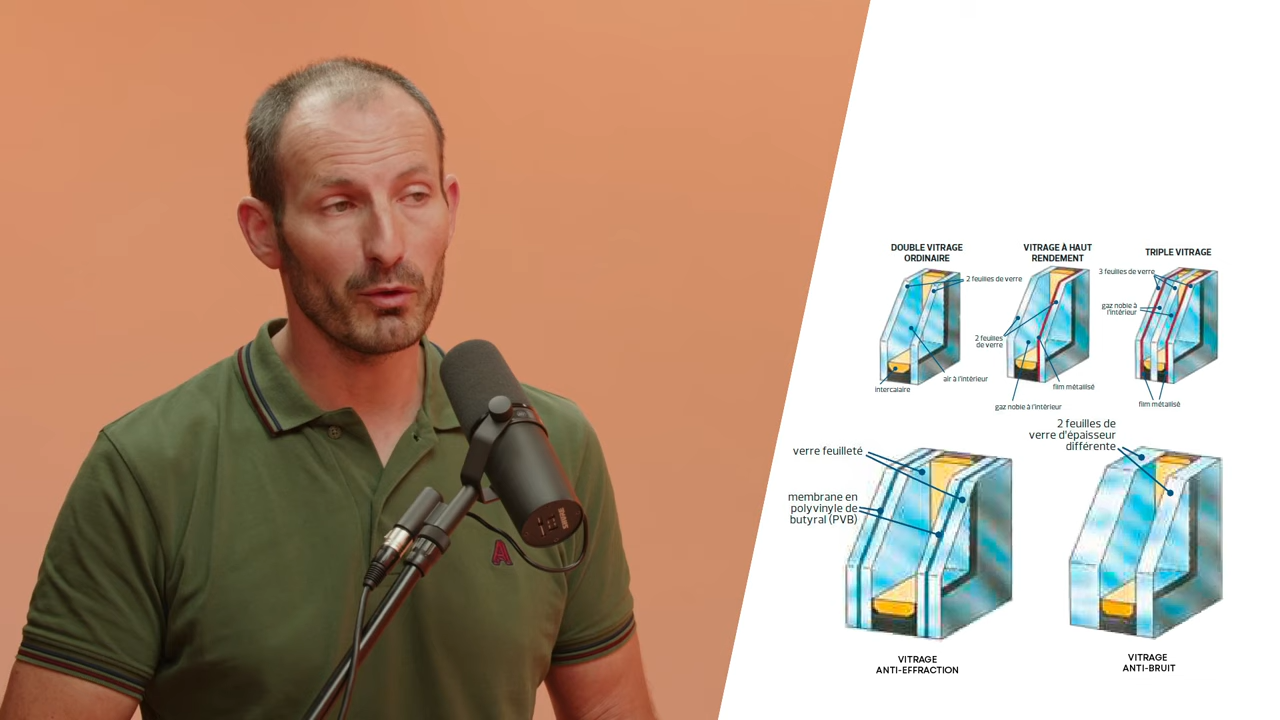 DOUBLE VITRAGE
ORDINAIRE
2 feuilles de verre
air à l'intérieur
intercalaire
VITRAGE À HAUT
RENDEMENT
2 feuilles
de verre
film métalisé
gaz noble à l'intérieur
TRIPLE VITRAGE
3 feuilles de verre
gaz noble à
l'intérieur
film métallisé
verre feuilleté
membrane en
polyvinyle de
butyral (PVB)
VITRAGE
ANTI-EFFRACTION
2 feuilles de
verre d'épaisseur
différente
VITRAGE
ANTI-BRUIT
A